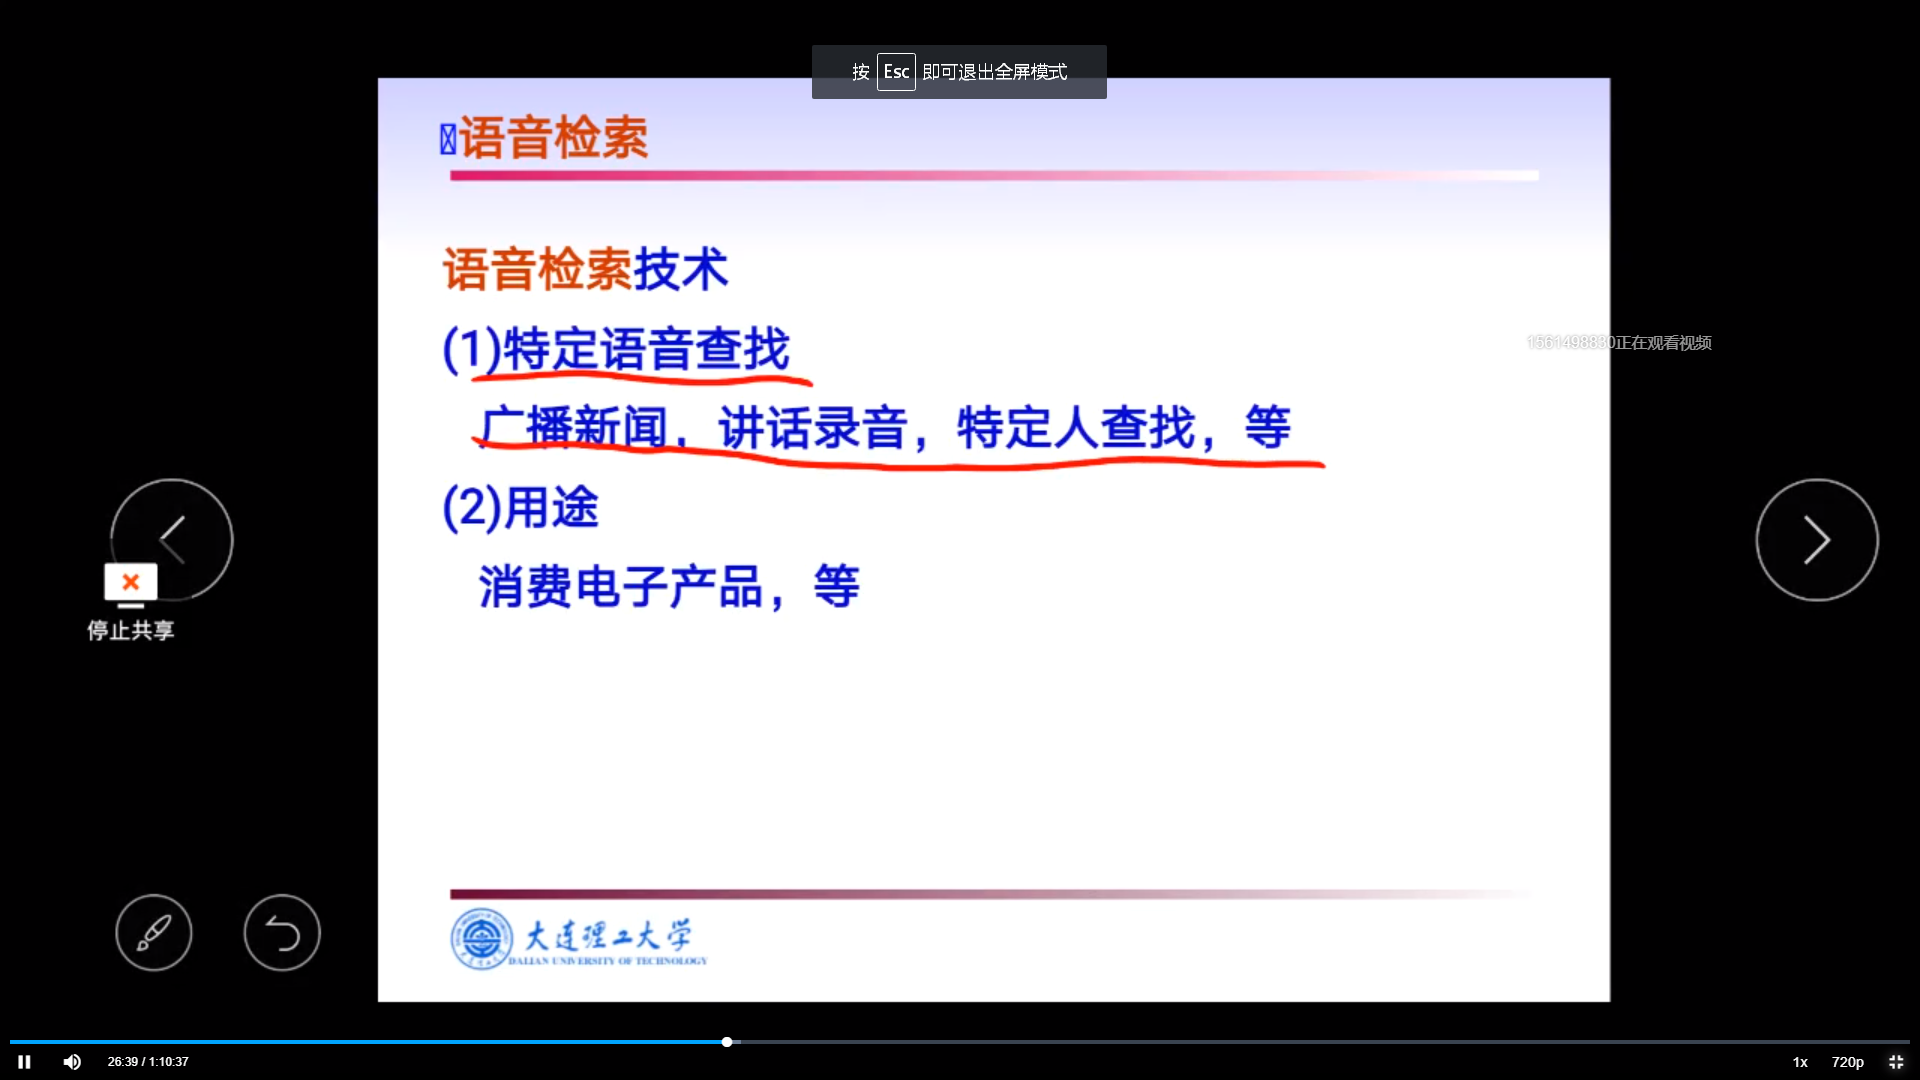 按 Esc 即可退出全屏模式
语音检索
语音检索技术
(1)特定语音查找
1561498830正在观看视频
广播新闻，讲话录音，特定人查找，等
(2)用途
消费电子产品，等
停止共享
大连理工大学
DALIAN UNIVERSITY OF TECHNOLOGY
26:39 / 1:10:37
1x
720p